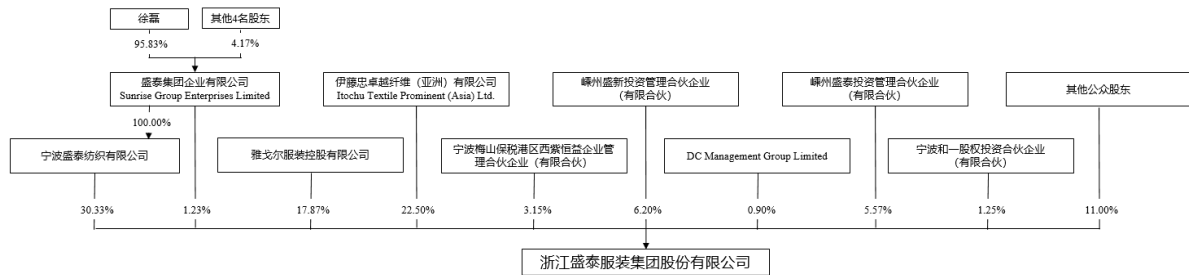 徐磊
其他4名股东
95.83%
4.17%
盛泰集团企业有限公司
Sunrise Group Enterprises Limited
伊藤忠卓越纤维（亚洲）有限公司
Itochu Textile Prominent (Asia) Ltd.
嵊州盛新投资管理合伙企业
(有限合伙)
嵊州盛泰投资管理合伙企业
(有限合伙)
其他公众股东
100.00%
宁波盛泰纺织有限公司
雅戈尔服装控股有限公司
宁波梅山保税港区西紫恒益企业管
理合伙企业（有限合伙）
DC Management Group Limited
宁波和一股权投资合伙企业
(有限合伙)
30.33%
1.23%
17.87%
22.50%
3.15%
6.20%
0.90%
5.57%
1.25%
11.00%
浙江盛泰服装集团股份有限公司